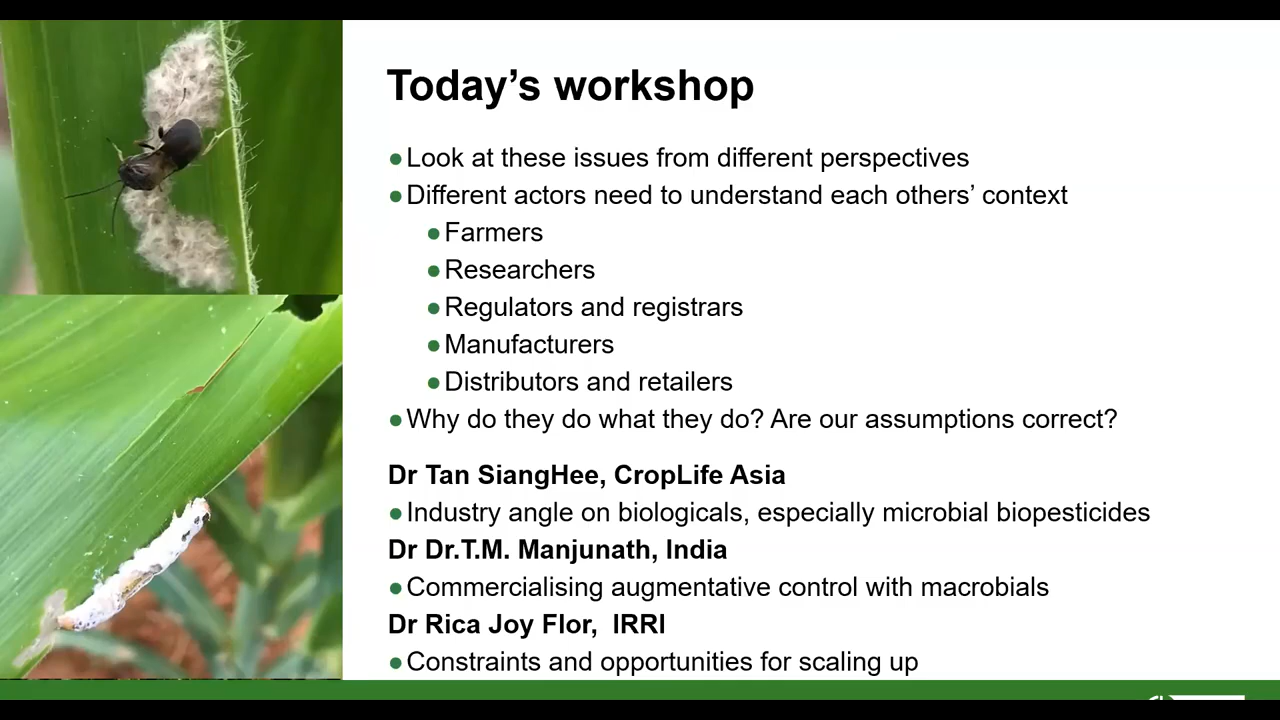 Today’s workshop
●Look at these issues from different perspectives
●Different actors need to understand each others’ context
●Farmers
●Researchers
●Regulators and registrars
●Manufacturers
●Distributors and retailers
●Why do they do what they do? Are our assumptions correct?
Dr Tan SiangHee, CropLife Asia
●Industry angle on biologicals, especially microbial biopesticides
Dr Dr.T.M. Manjunath, India
●Commercialising augmentative control with macrobials
Dr Rica Joy Flor,  IRRI
●Constraints and opportunities for scaling up